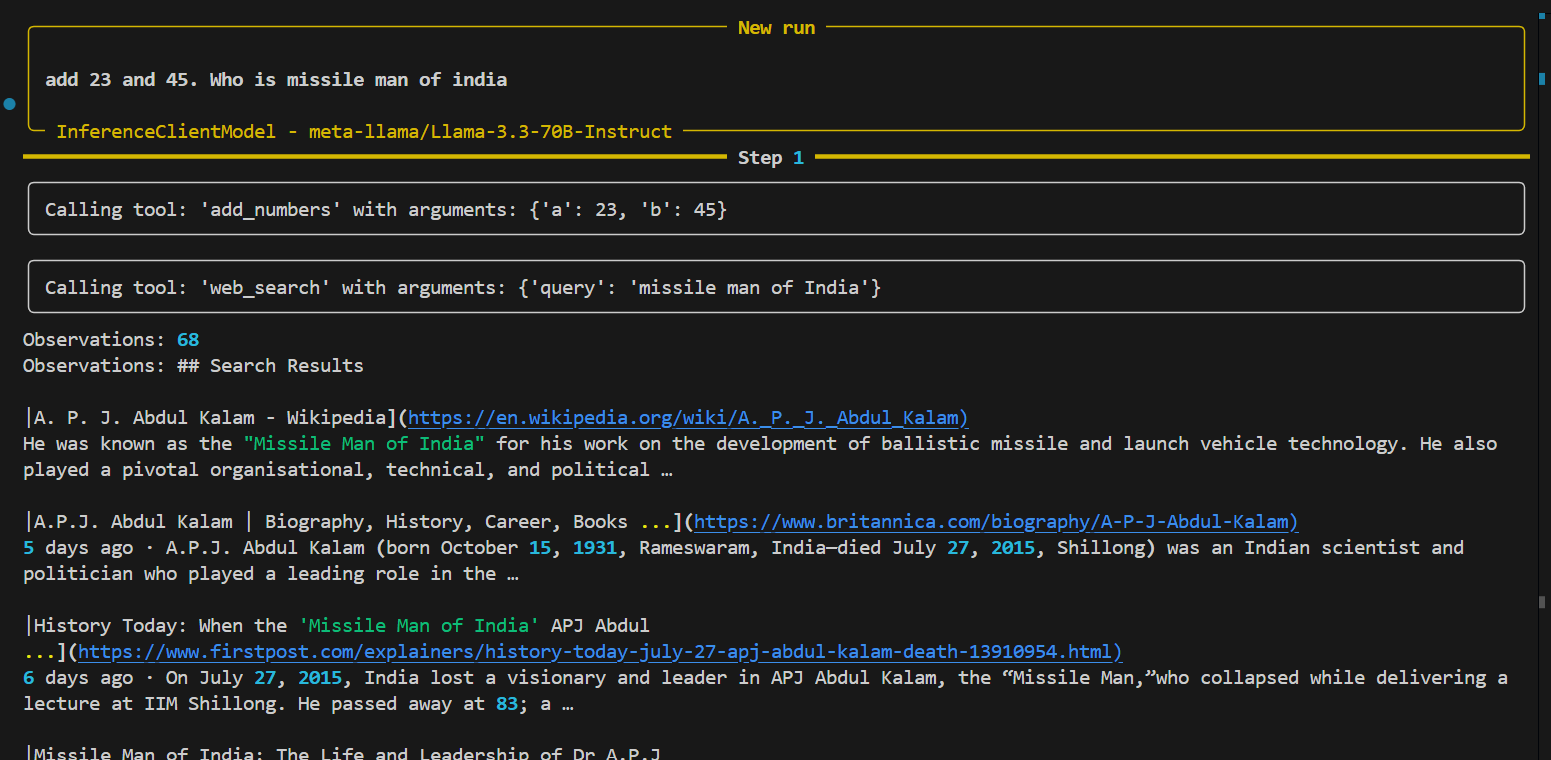 New run
add 23 and 45. Who is missile man of india
InferenceClientModel - meta-llama/Llama-3.3-70B-Instruct
Step 1
Calling tool: 'add_numbers' with arguments: {'a': 23, 'b': 45}
Calling tool: 'web_search' with arguments: {'query': 'missile man of India'}
Observations: 68
Observations: ## Search Results
|A. P. J. Abdul Kalam - Wikipedia](https://en.wikipedia.org/wiki/A._P._J._Abdul_Kalam)
He was known as the "Missile Man of India" for his work on the development of ballistic missile and launch vehicle technology. He also
played a pivotal organisational, technical, and political …
|A.P.J. Abdul Kalam | Biography, History, Career, Books ...](https://www.britannica.com/biography/A-P-J-Abdul-Kalam)
5 days ago · A.P.J. Abdul Kalam (born October 15, 1931, Rameswaram, India—died July 27, 2015, Shillong) was an Indian scientist and
politician who played a leading role in the …
|History Today: When the 'Missile Man of India' APJ Abdul
...](https://www.firstpost.com/explainers/history-today-july-27-apj-abdul-kalam-death-13910954.html)
6 days ago · On July 27, 2015, India lost a visionary and leader in APJ Abdul Kalam, the “Missile Man,”who collapsed while delivering a
lecture at IIM Shillong. He passed away at 83; a …
|Missile Man of India: The Life and Leadership of Dr A.P.J